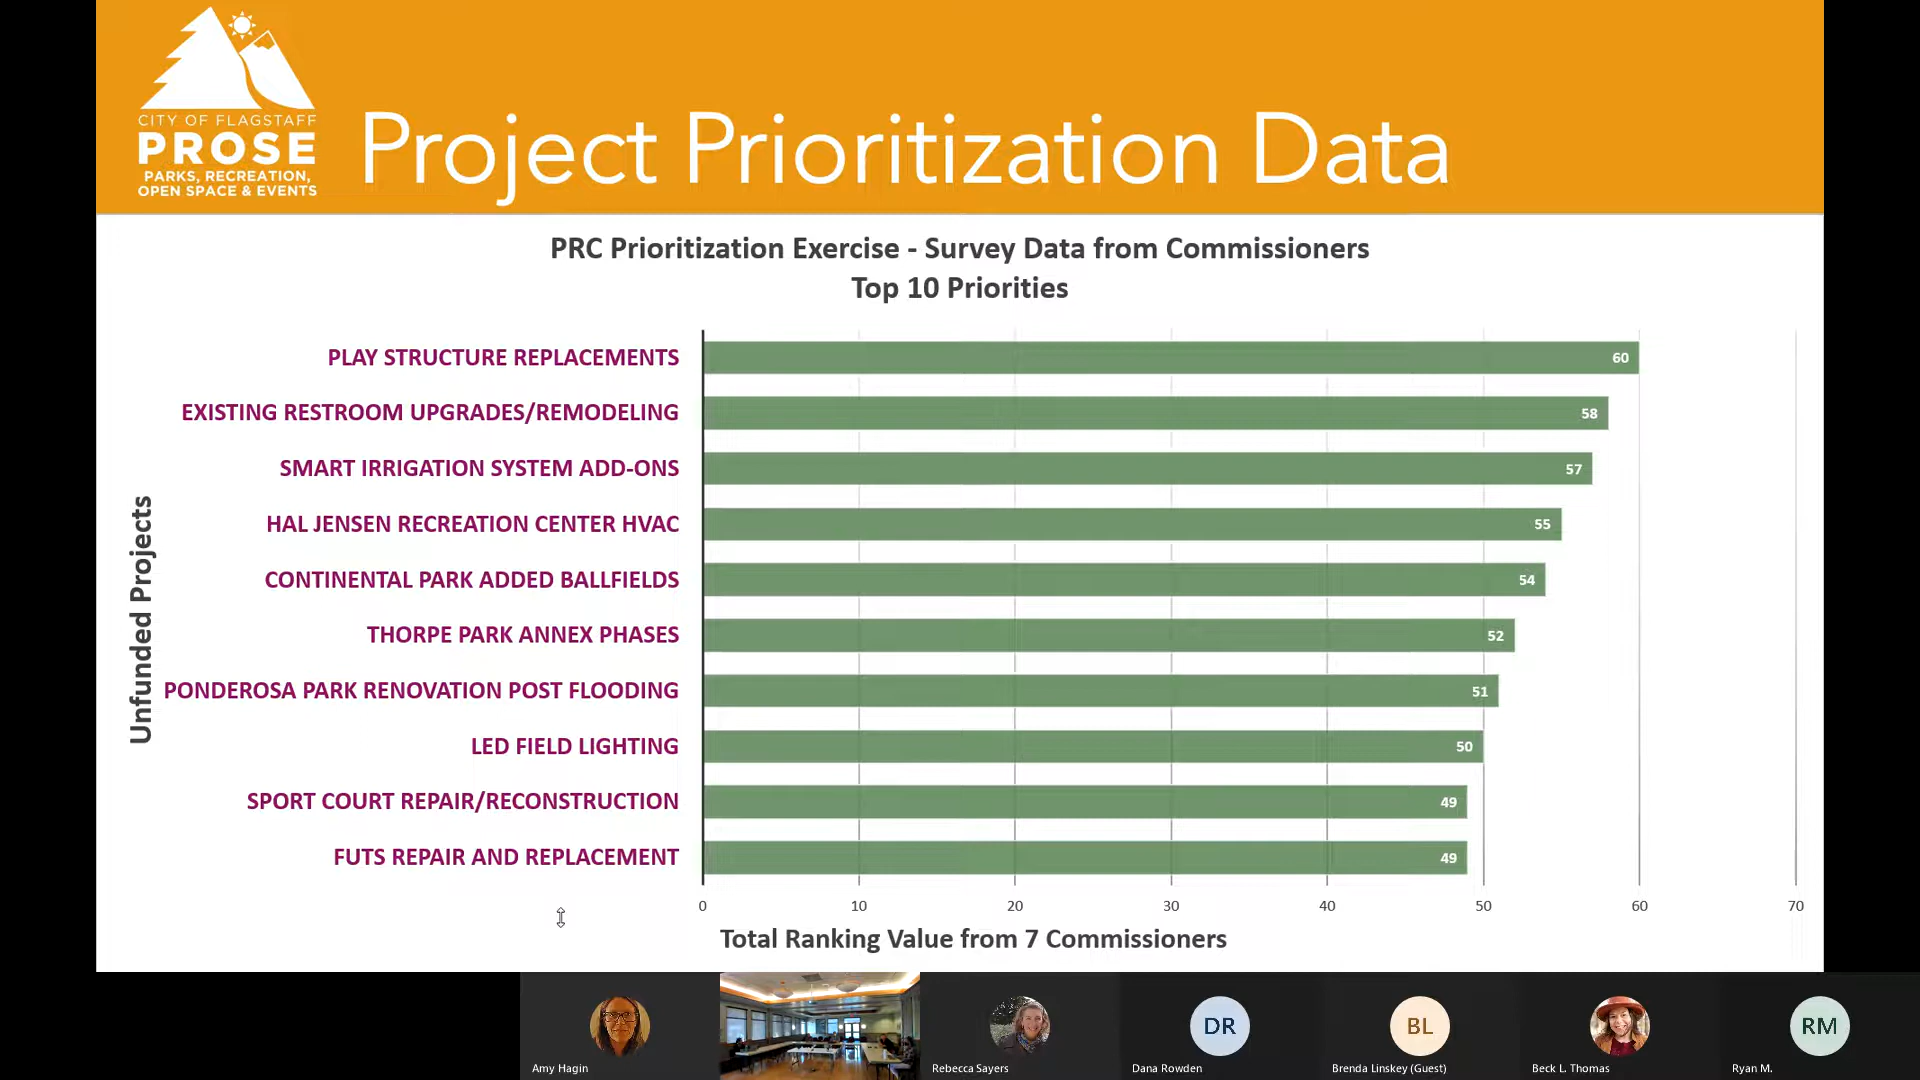 CITY OF FLAGSTAFF
PROSE
PARKS, RECREATION,
OPEN SPACE & EVENTS
Project Prioritization Data
PRC Prioritization Exercise - Survey Data from Commissioners
Top 10 Priorities
Unfunded Projects
PLAY STRUCTURE REPLACEMENTS 60
EXISTING RESTROOM UPGRADES/REMODELING 58
SMART IRRIGATION SYSTEM ADD-ONS 57
HAL JENSEN RECREATION CENTER HVAC 55
CONTINENTAL PARK ADDED BALLFIELDS 54
THORPE PARK ANNEX PHASES 52
PONDEROSA PARK RENOVATION POST FLOODING 51
LED FIELD LIGHTING 50
SPORT COURT REPAIR/RECONSTRUCTION 49
FUTS REPAIR AND REPLACEMENT 49
0 10 20 30 40 50 60 70
Total Ranking Value from 7 Commissioners
DR BL RM
Amy Hagin Rebecca Sayers Dana Rowden Brenda Linskey (Guest) Beck L. Thomas Ryan M.